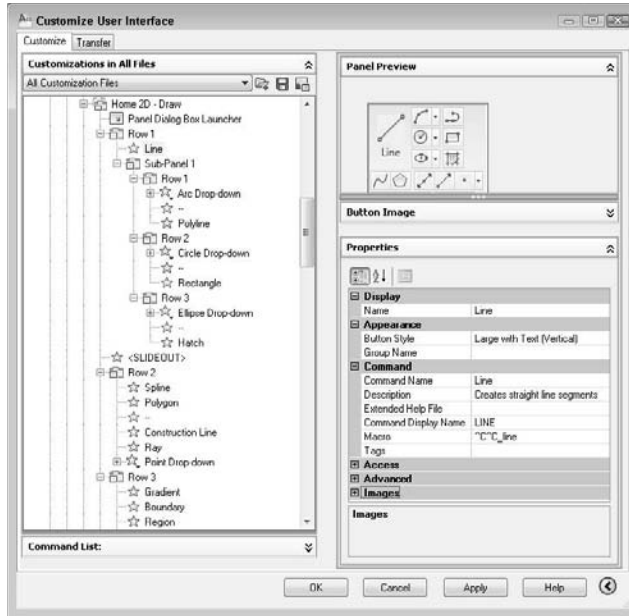 Customize User Interface
Customize Transfer
Customizations in All Files
All Customization Files
Home 2D - Draw
Panel Dialog Box Launcher
Row 1
Line
Sub-Panel 1
Row 1
Arc Drop-down
--
Polyline
Row 2
Circle Drop-down
--
Rectangle
Row 3
Ellipse Drop-down
--
Hatch
<SLIDEOUT>
Row 2
Spline
Polygon
--
Construction Line
Ray
Point Drop-down
Row 3
Gradient
Boundary
Region
Command List:
Panel Preview
Line
Button Image
Properties
Display
Name Line
Appearance
Button Style Large with Text (Vertical)
Group Name
Command
Command Name Line
Description Creates straight line segments
Extended Help File
Command Display Name LINE
Macro ^C^C_line
Tags
Access
Advanced
Images
Images
OK Cancel Apply Help